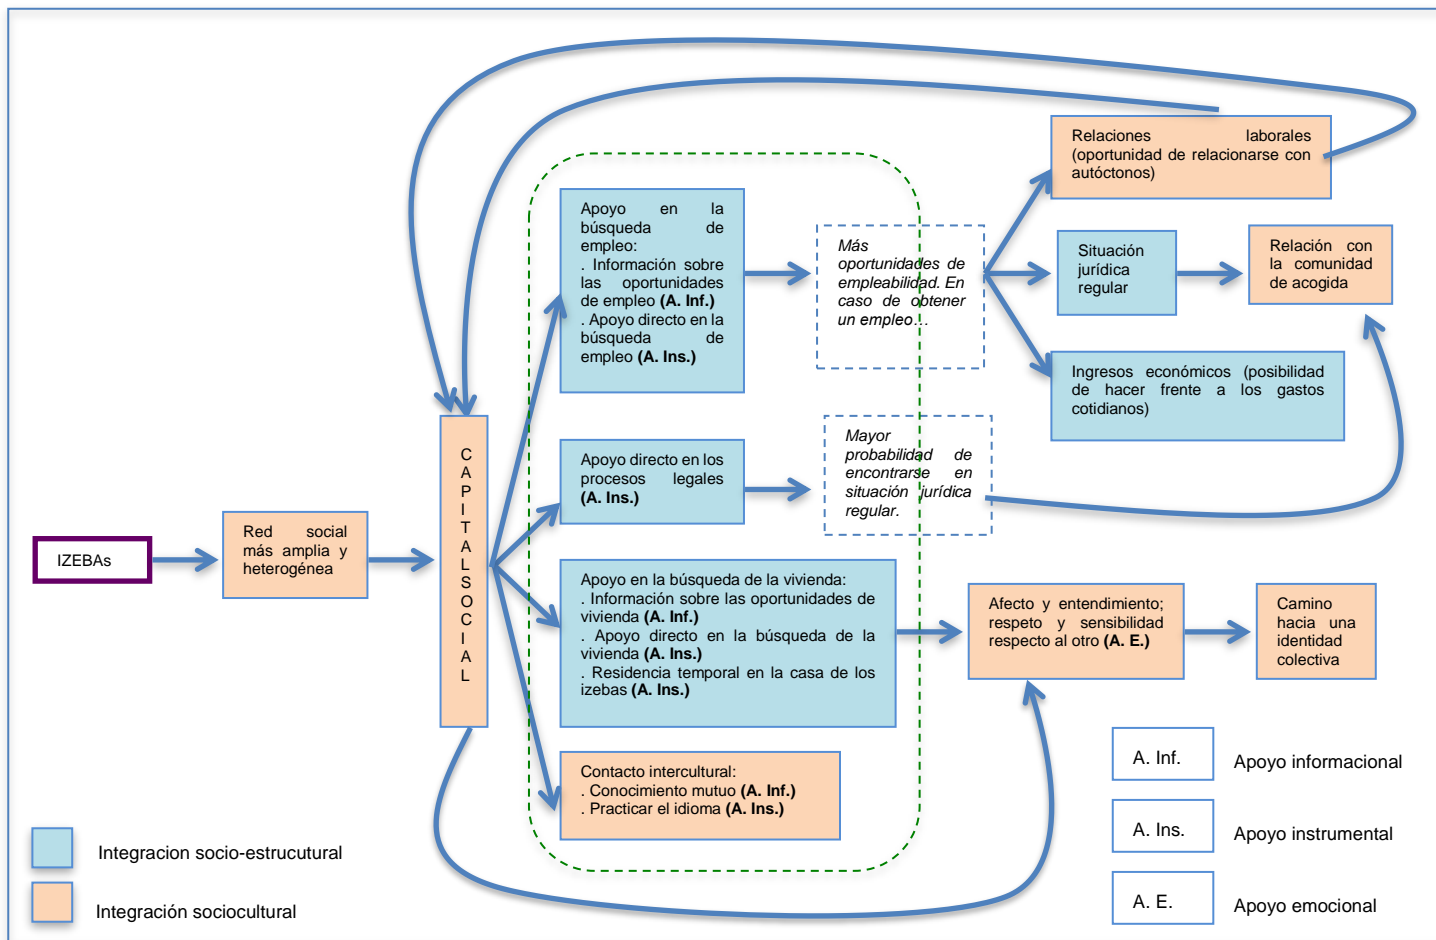 Relaciones laborales
(oportunidad de relacionarse con
autóctonos)
Apoyo en la
búsqueda de
empleo:
. Información sobre
las oportunidades
de empleo (A. Inf.)
. Apoyo directo en la
búsqueda de
empleo (A. Ins.)
Más
oportunidades de
empleabilidad. En
caso de obtener
un empleo…
Situación
jurídica
regular
Relación con
la comunidad
de acogida
Ingresos económicos (posibilidad
de hacer frente a los gastos
cotidianos)
Mayor
probabilidad de
encontrarse en
situación jurídica
regular.
Apoyo directo en los
procesos legales
(A. Ins.)
CAPITALSOCIAL
IZEBAs
Red social
más amplia y
heterogénea
Apoyo en la búsqueda de la vivienda:
. Información sobre las oportunidades de
vivienda (A. Inf.)
. Apoyo directo en la búsqueda de la
vivienda (A. Ins.)
. Residencia temporal en la casa de los
izebas (A. Ins.)
Afecto y entendimiento;
respeto y sensibilidad
respecto al otro (A. E.)
Camino
hacia una
identidad
colectiva
Contacto intercultural:
. Conocimiento mutuo (A. Inf.)
. Practicar el idioma (A. Ins.)
A. Inf. Apoyo informacional
A. Ins. Apoyo instrumental
A. E. Apoyo emocional
Integracion socio-estrucutural
Integración sociocultural